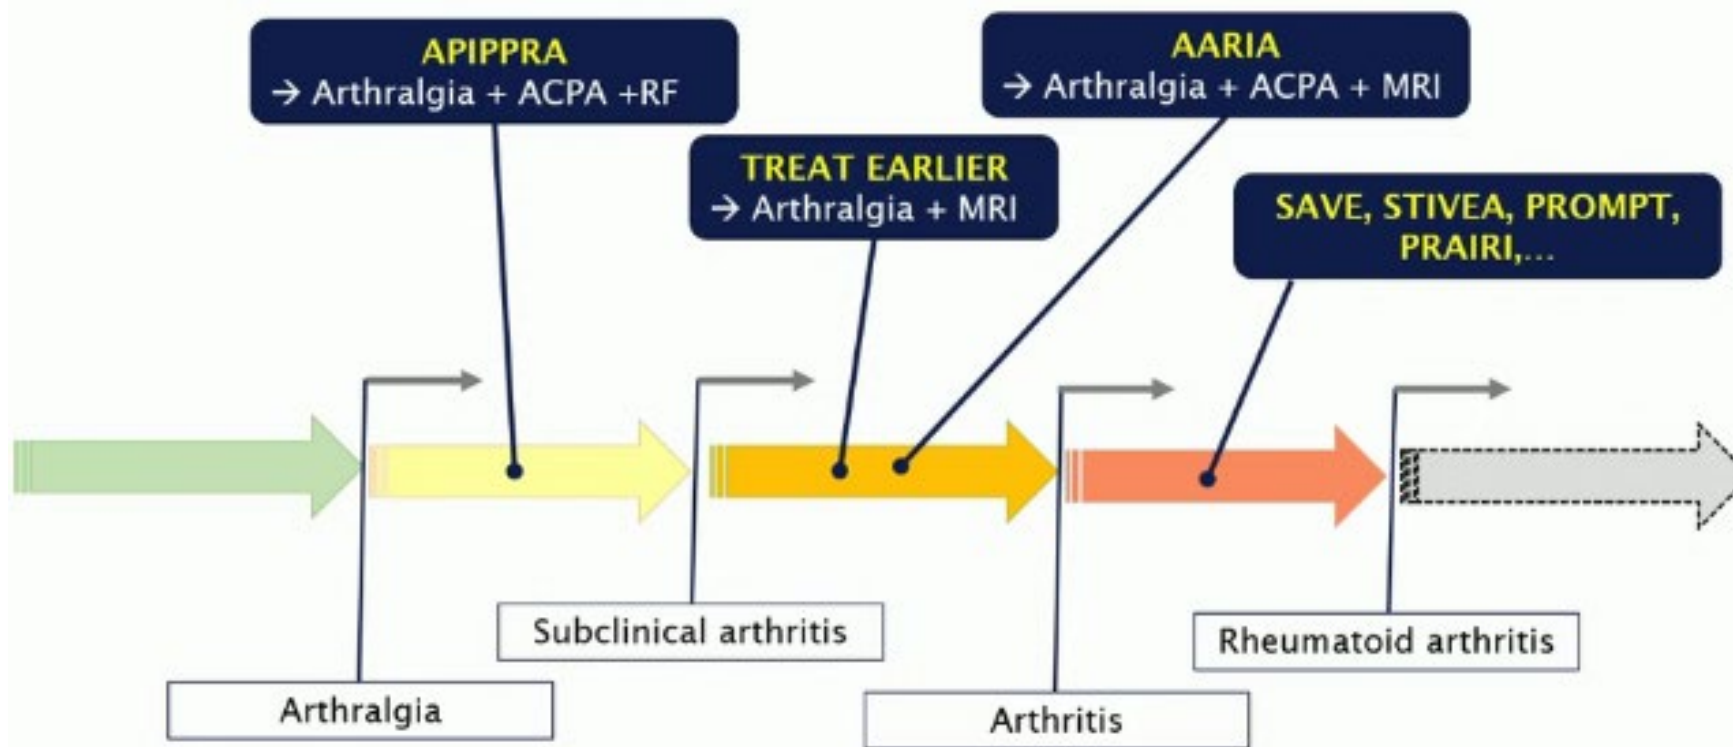 APIPPRA
→ Arthralgia + ACPA +RF
AARIA
→ Arthralgia + ACPA + MRI
TREAT EARLIER
→ Arthralgia + MRI
SAVE, STIVEA, PROMPT,
PRAIRI,...
Subclinical arthritis
Rheumatoid arthritis
Arthralgia
Arthritis